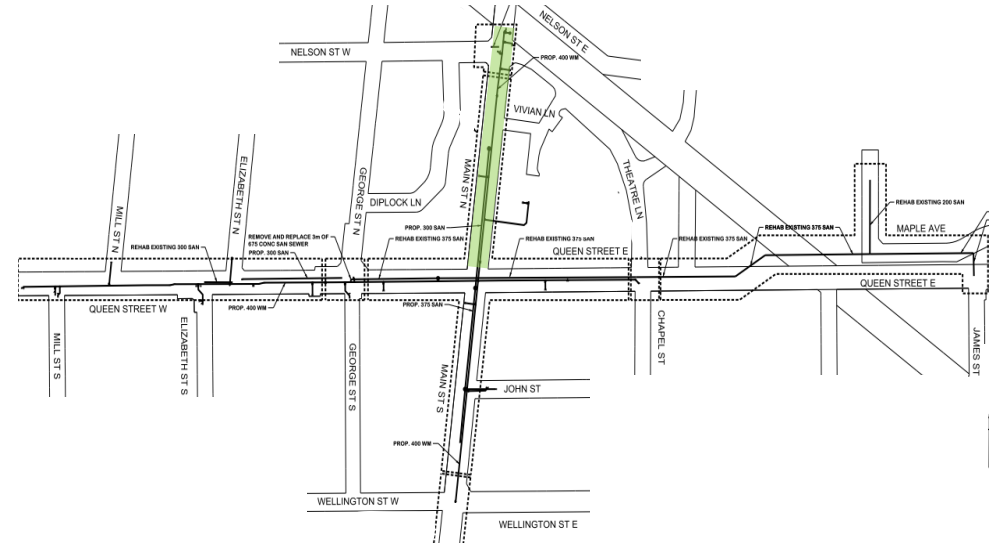 NELSON ST E
NELSON ST W
PROP. 400 WM
VIVIAN LN
MILL ST N
ELIZABETH ST N
GEORGE ST N
MAIN ST N
THEATRE LN
DIPLOCK LN
REHAB EXISTING 200 SAN
MAPLE AVE
PROP. 300 SAN
REHAB EXISTING 375 SAN
REMOVE AND REPLACE 3m OF
675 CONC SAN SEWER
PROP. 300 SAN
REHAB EXISTING 300 SAN
REHAB EXISTING 375 SAN
REHAB EXISTING 375 SAN
REHAB EXISTING 375 SAN
QUEEN STREET E
QUEEN STREET E
QUEEN STREET W
PROP. 400 WM
PROP. 375 SAN
MILL ST S
ELIZABETH ST S
GEORGE ST S
MAIN ST S
CHAPEL ST
JAMES ST
JOHN ST
PROP. 400 WM
WELLINGTON ST W
WELLINGTON ST E